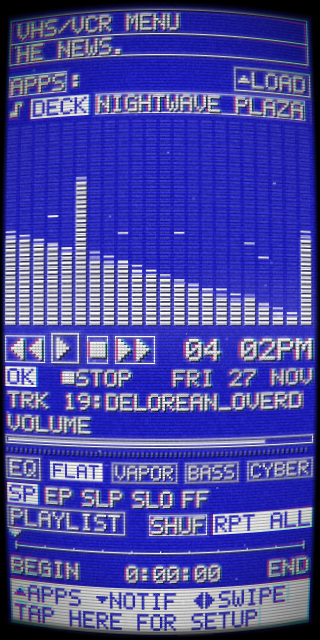 VHS/VCR MENU
HE NEWS.
APPS: LOAD
DECK NIGHTWAVE PLAZA
04 02PM
OK STOP FRI 27 NOV
TRK 19:DELOREAN_OVERD
VOLUME
EQ FLAT VAPOR BASS CYBER
SP EP SLP SLO FF
PLAYLIST SHUF RPT ALL
BEGIN 0:00:00 END
APPS NOTIF SWIPE
TAP HERE FOR SETUP